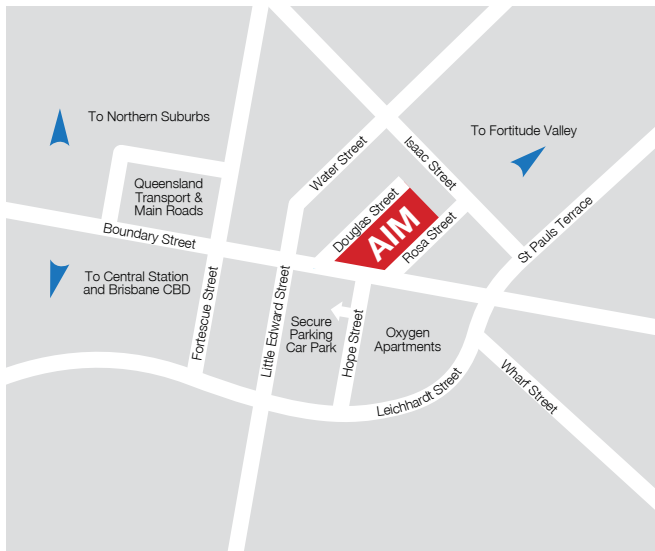 To Northern Suburbs
To Fortitude Valley
Water Street
Isaac Street
Queensland
Transport &
Main Roads
Douglas Street
AIM
Rosa Street
St Pauls Terrace
Boundary Street
To Central Station
and Brisbane CBD
Fortescue Street
Little Edward Street
Secure
Parking
Car Park
Hope Street
Oxygen
Apartments
Leichhardt Street
Wharf Street